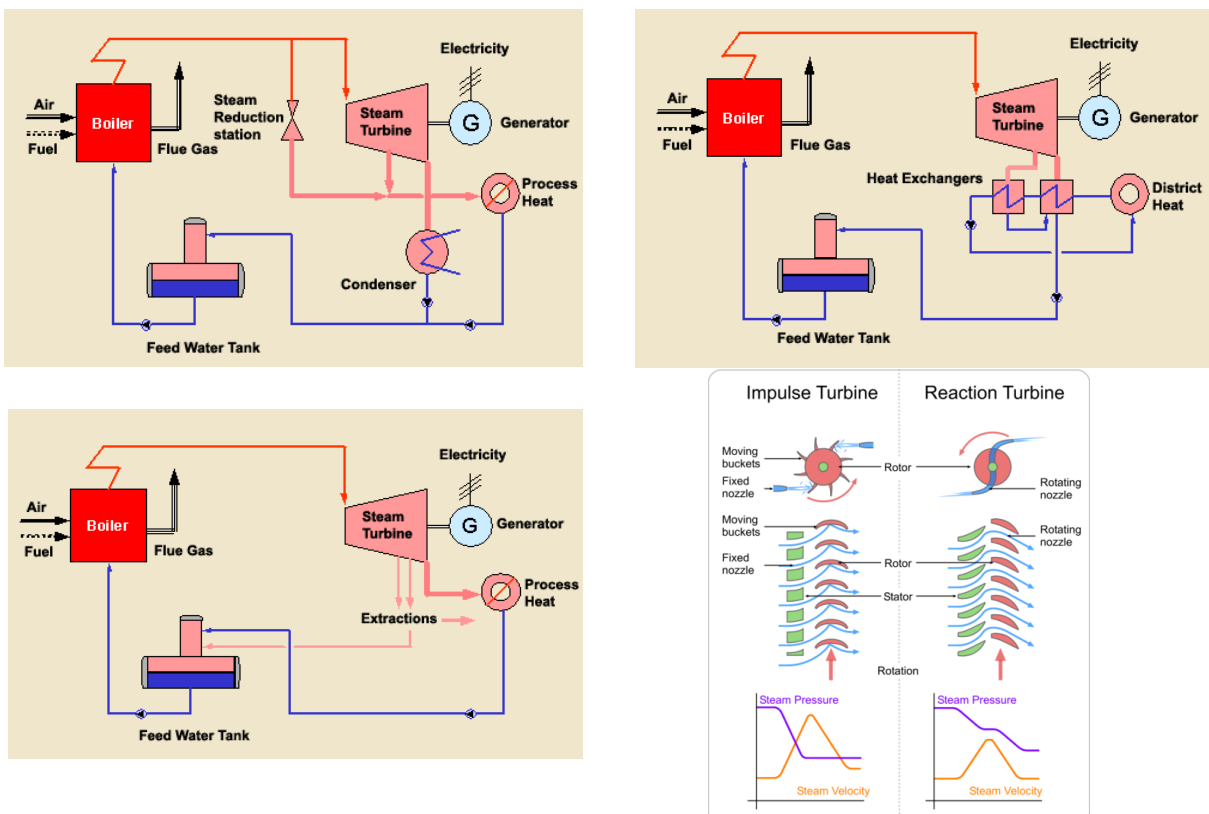 Electricity
Air
Fuel
Boiler
Flue Gas
Steam
Reduction
station
Steam
Turbine
G
Generator
Process
Heat
Condenser
Feed Water Tank
Electricity
Air
Fuel
Boiler
Flue Gas
Steam
Turbine
G
Generator
Heat Exchangers
District
Heat
Feed Water Tank
Electricity
Air
Fuel
Boiler
Flue Gas
Steam
Turbine
G
Generator
Process
Heat
Extractions
Feed Water Tank
Impulse Turbine
Reaction Turbine
Moving
buckets
Fixed
nozzle
Rotor
Rotating
nozzle
Moving
buckets
Fixed
nozzle
Rotor
Stator
Rotating
nozzle
Rotation
Steam Pressure
Steam Velocity
Steam Pressure
Steam Velocity